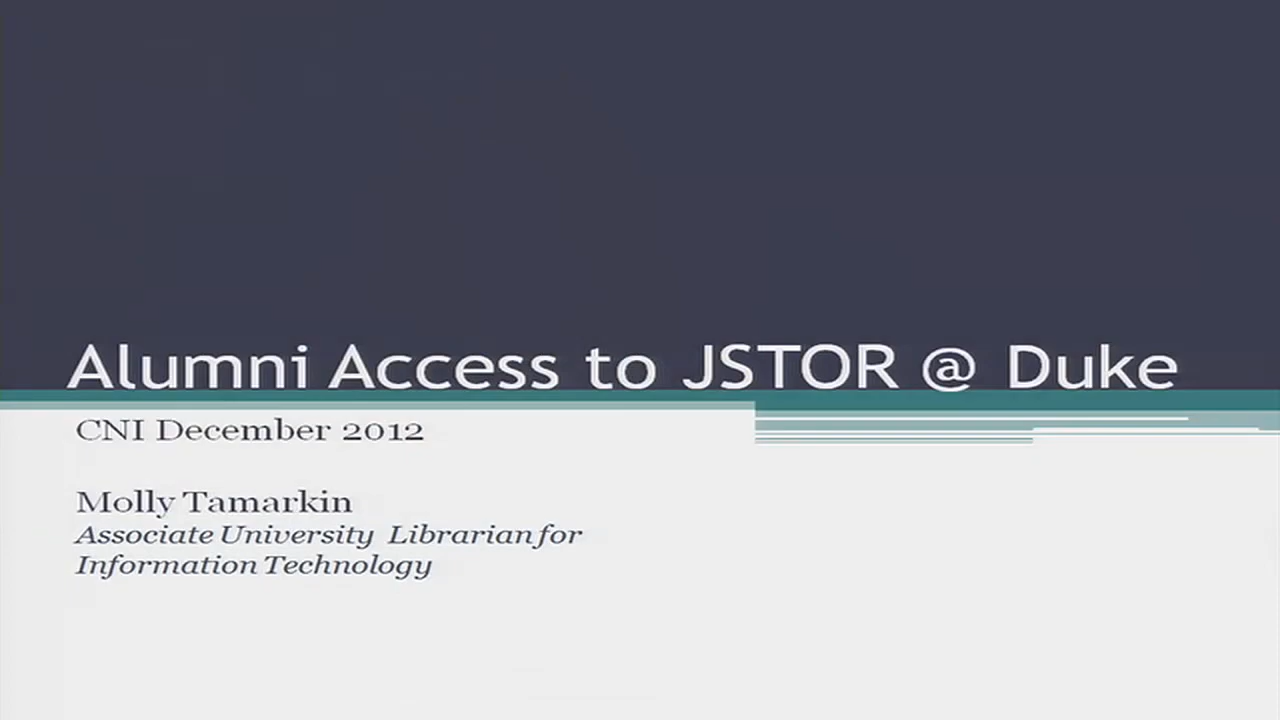 Alumni Access to JSTOR @ Duke
CNI December 2012
Molly Tamarkin
Associate University Librarian for
Information Technology